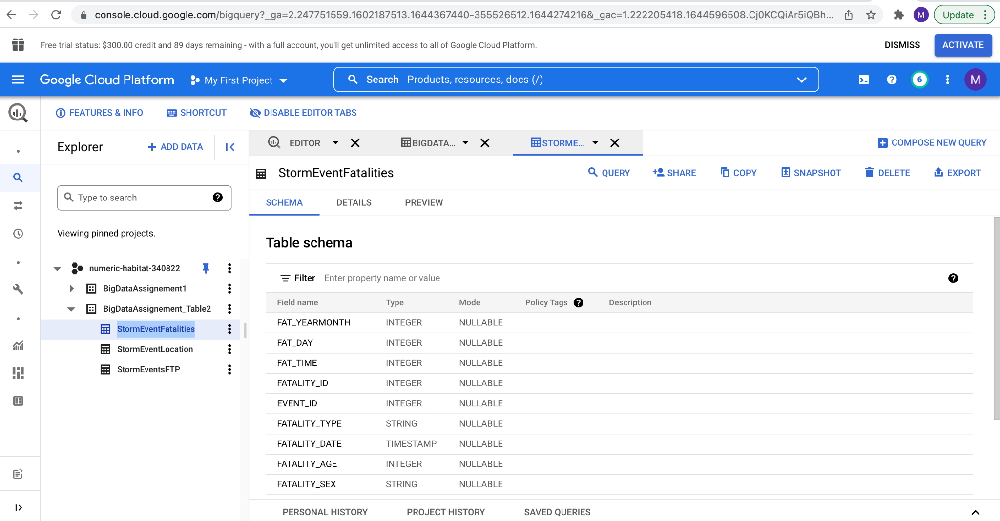 console.cloud.google.com/bigquery?_ga=2.247751559.1602187513.1644367440-355526512.1644274216&_gac=1.222205418.1644596508.Cj0KCQiAr5iQBh...
M
Update
Free trial status: $300.00 credit and 89 days remaining - with a full account, you'll get unlimited access to all of Google Cloud Platform.
DISMISS
ACTIVATE
Google Cloud Platform
My First Project
Search Products, resources, docs (/)
6
M
FEATURES & INFO
SHORTCUT
DISABLE EDITOR TABS
Explorer
+ ADD DATA
EDITOR
BIGDATA...
STORME...
COMPOSE NEW QUERY
StormEventFatalities
QUERY
SHARE
COPY
SNAPSHOT
DELETE
EXPORT
Type to search
SCHEMA
DETAILS
PREVIEW
Viewing pinned projects.
numeric-habitat-340822
BigDataAssignement1
BigDataAssignement_Table2
StormEventFatalities
StormEventLocation
StormEventsFTP
Table schema
Filter Enter property name or value
Field name Type Mode Policy Tags Description
FAT_YEARMONTH INTEGER NULLABLE
FAT_DAY INTEGER NULLABLE
FAT_TIME INTEGER NULLABLE
FATALITY_ID INTEGER NULLABLE
EVENT_ID INTEGER NULLABLE
FATALITY_TYPE STRING NULLABLE
FATALITY_DATE TIMESTAMP NULLABLE
FATALITY_AGE INTEGER NULLABLE
FATALITY_SEX STRING NULLABLE
PERSONAL HISTORY
PROJECT HISTORY
SAVED QUERIES